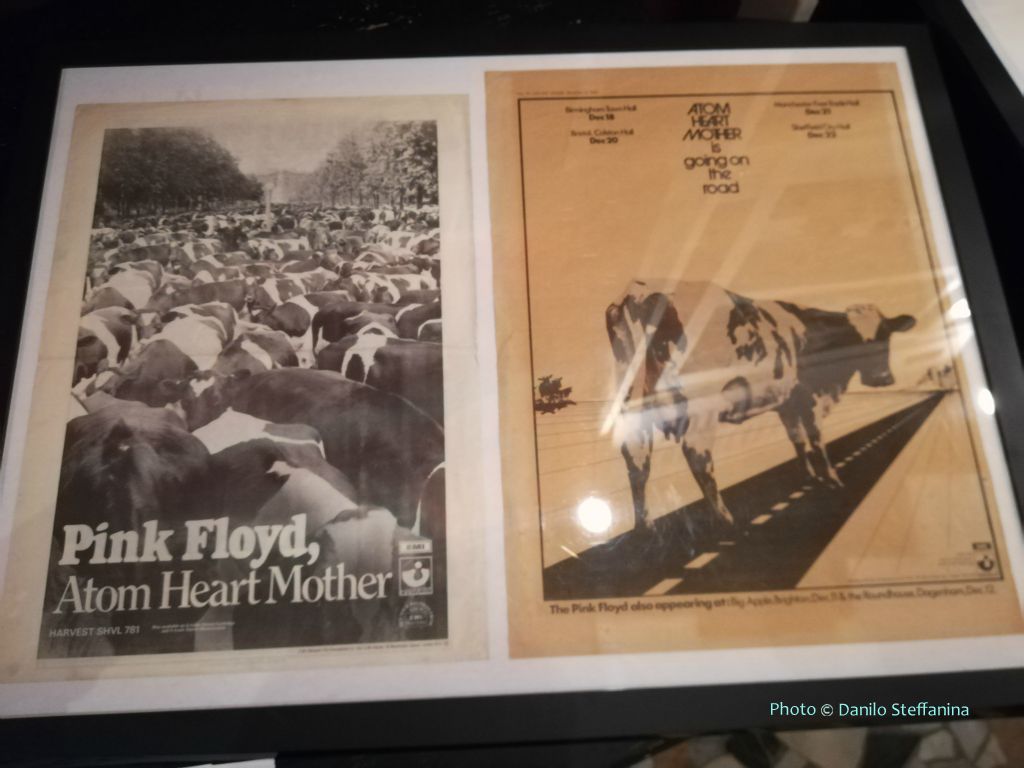 Pink Floyd,
Atom Heart Mother
HARVEST SHVL 781
EMI
Birmingham Town Hall
Dec 18
Bristol, Colston Hall
Dec 20
ATOM
HEART
MOTHER
is
going on
the
road
Manchester Free Trade Hall
Dec 21
Sheffield City Hall
Dec 22
The Pink Floyd also appearing at: Big Apple, Brighton, Dec. 11 & the Roundhouse, Dagenham, Dec. 12.
Photo © Danilo Steffanina